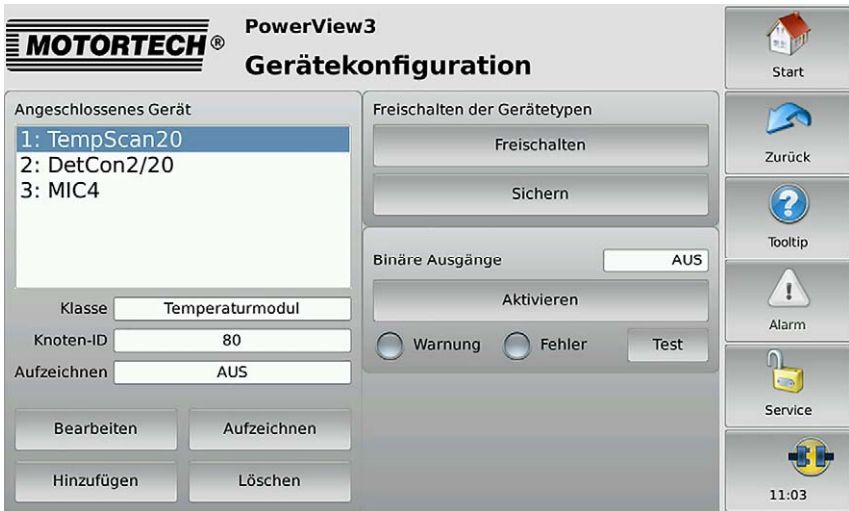 MOTORTECH®
PowerView3
Gerätekonfiguration
Angeschlossenes Gerät
1: TempScan20
2: DetCon2/20
3: MIC4
Klasse Temperaturmodul
Knoten-ID 80
Aufzeichnen AUS
Bearbeiten Aufzeichnen
Hinzufügen Löschen
Freischalten der Gerätetypen
Freischalten
Sichern
Binäre Ausgänge AUS
Aktivieren
Warnung Fehler Test
Start
Zurück
?
Tooltip
!
Alarm
Service
11:03